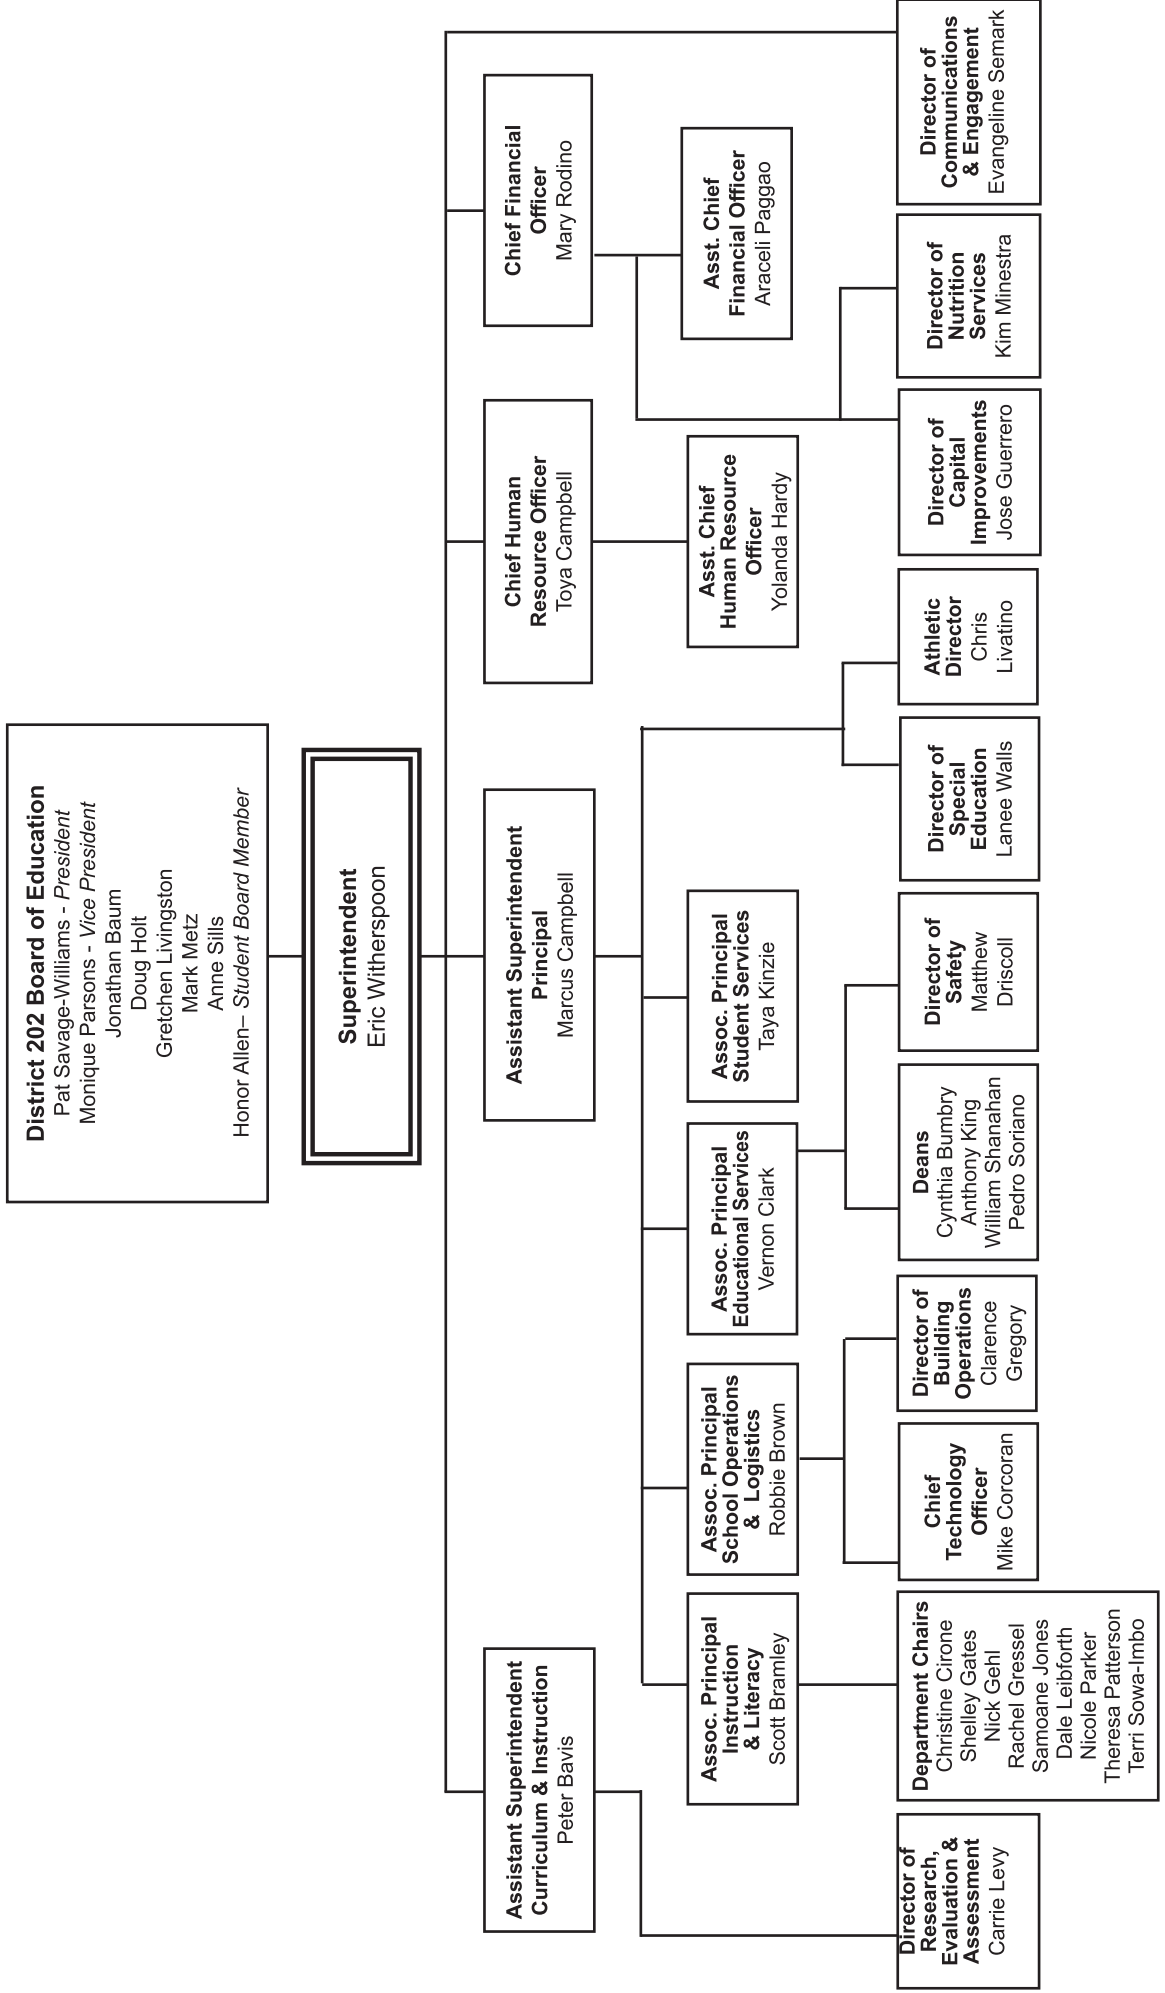 District 202 Board of Education
Pat Savage-Williams - President
Monique Parsons - Vice President
Jonathan Baum
Doug Holt
Gretchen Livingston
Mark Metz
Anne Sills
Honor Allen– Student Board Member
Superintendent
Eric Witherspoon
Assistant Superintendent
Curriculum & Instruction
Peter Bavis
Assistant Superintendent
Principal
Marcus Campbell
Chief Human
Resource Officer
Toya Campbell
Chief Financial
Officer
Mary Rodino
Assoc. Principal
Instruction
& Literacy
Scott Bramley
Assoc. Principal
School Operations
& Logistics
Robbie Brown
Assoc. Principal
Educational Services
Vernon Clark
Assoc. Principal
Student Services
Taya Kinzie
Asst. Chief
Human Resource
Officer
Yolanda Hardy
Asst. Chief
Financial Officer
Araceli Paggao
Director of
Research,
Evaluation &
Assessment
Carrie Levy
Department Chairs
Christine Cirone
Shelley Gates
Nick Gehl
Rachel Gressel
Samoane Jones
Dale Leibforth
Nicole Parker
Theresa Patterson
Terri Sowa-Imbo
Chief
Technology
Officer
Mike Corcoran
Director of
Building
Operations
Clarence
Gregory
Deans
Cynthia Bumbry
Anthony King
William Shanahan
Pedro Soriano
Director of
Safety
Matthew
Driscoll
Director of
Special
Education
Lanee Walls
Athletic
Director
Chris
Livatino
Director of
Capital
Improvements
Jose Guerrero
Director of
Nutrition
Services
Kim Minestra
Director of
Communications
& Engagement
Evangeline Semark